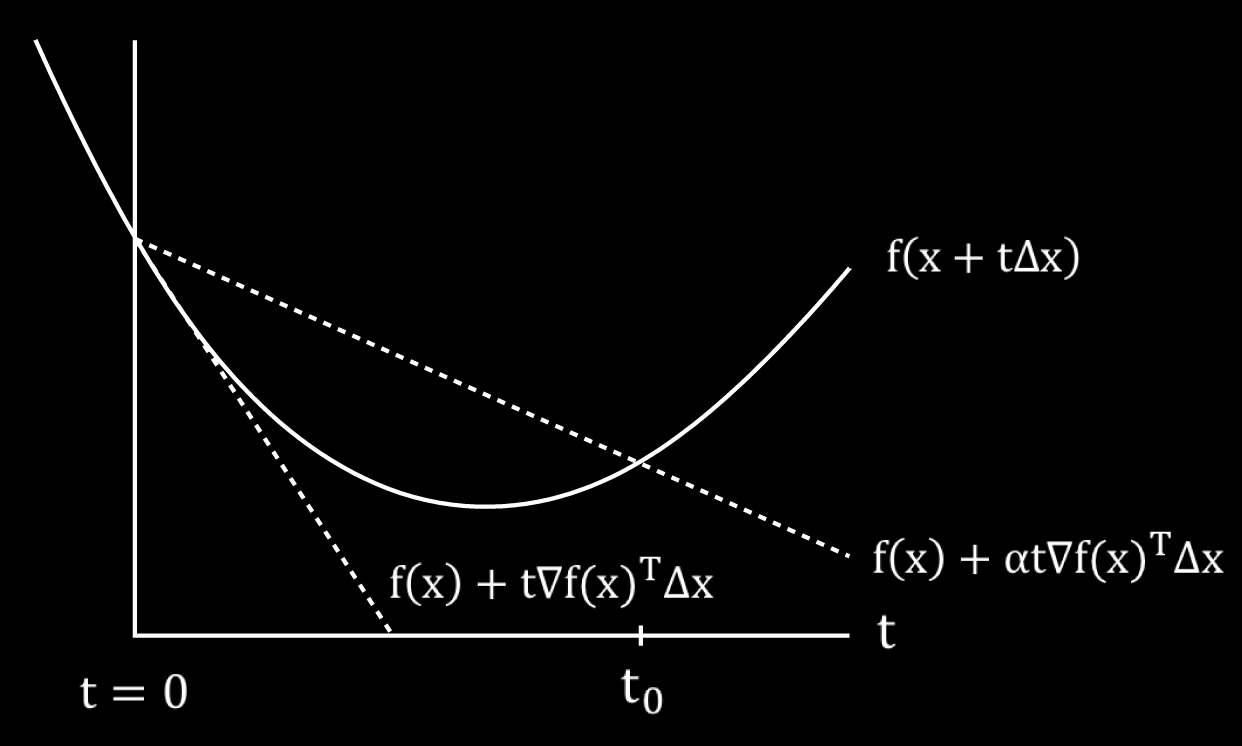 f(x + tΔx)
f(x) + αt∇f(x)ᵀΔx
f(x) + t∇f(x)ᵀΔx
t
t = 0
t₀